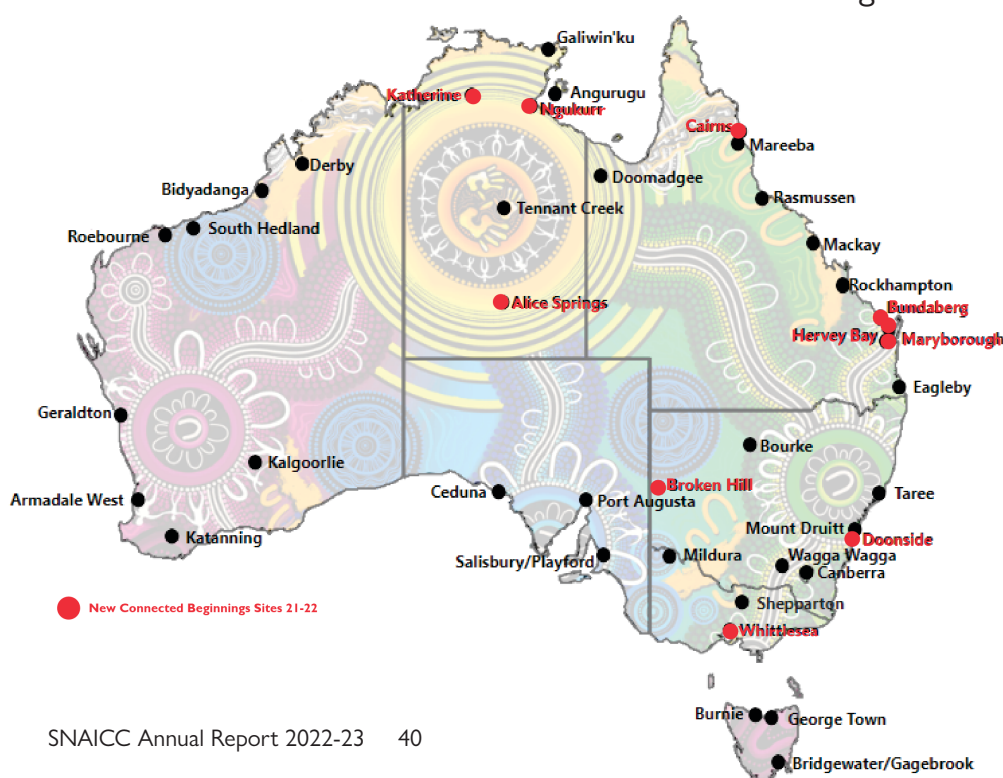 Galiwin'ku
Katherine
Angurugu
Ngukurr
Cairns
Mareeba
Derby
Doomadgee
Bidyadanga
Rasmussen
Tennant Creek
South Hedland
Roebourne
Mackay
Rockhampton
Alice Springs
Bundaberg
Hervey Bay
Maryborough
Eagleby
Geraldton
Bourke
Kalgoorlie
Broken Hill
Ceduna
Taree
Armadale West
Port Augusta
Mount Druitt
Katanning
Doonside
Salisbury/Playford
Mildura
Wagga Wagga
Canberra
Shepparton
New Connected Beginnings Sites 21-22
Whittlesea
Burnie
George Town
SNAICC Annual Report 2022-23 40
Bridgewater/Gagebrook